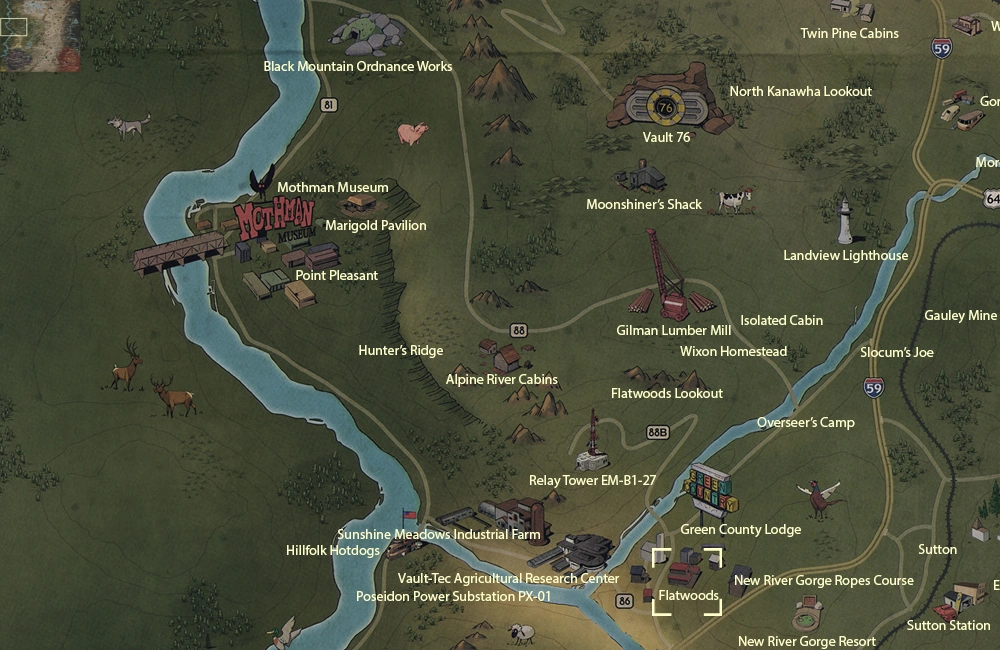 Twin Pine Cabins
59
Black Mountain Ordnance Works
North Kanawha Lookout
81
76
Vault 76
Mothman Museum
Moonshiner's Shack
64
MOTHMAN
MUSEUM
Marigold Pavilion
Landview Lighthouse
Point Pleasant
Gauley Mine
88
Gilman Lumber Mill
Isolated Cabin
Hunter's Ridge
Wixon Homestead
Slocum's Joe
Alpine River Cabins
59
Flatwoods Lookout
Overseer's Camp
88B
Relay Tower EM-B1-27
GREEN
COUNTRY
Green County Lodge
Sunshine Meadows Industrial Farm
Hillfolk Hotdogs
Sutton
Vault-Tec Agricultural Research Center
New River Gorge Ropes Course
Poseidon Power Substation PX-01
86
Flatwoods
Sutton Station
New River Gorge Resort